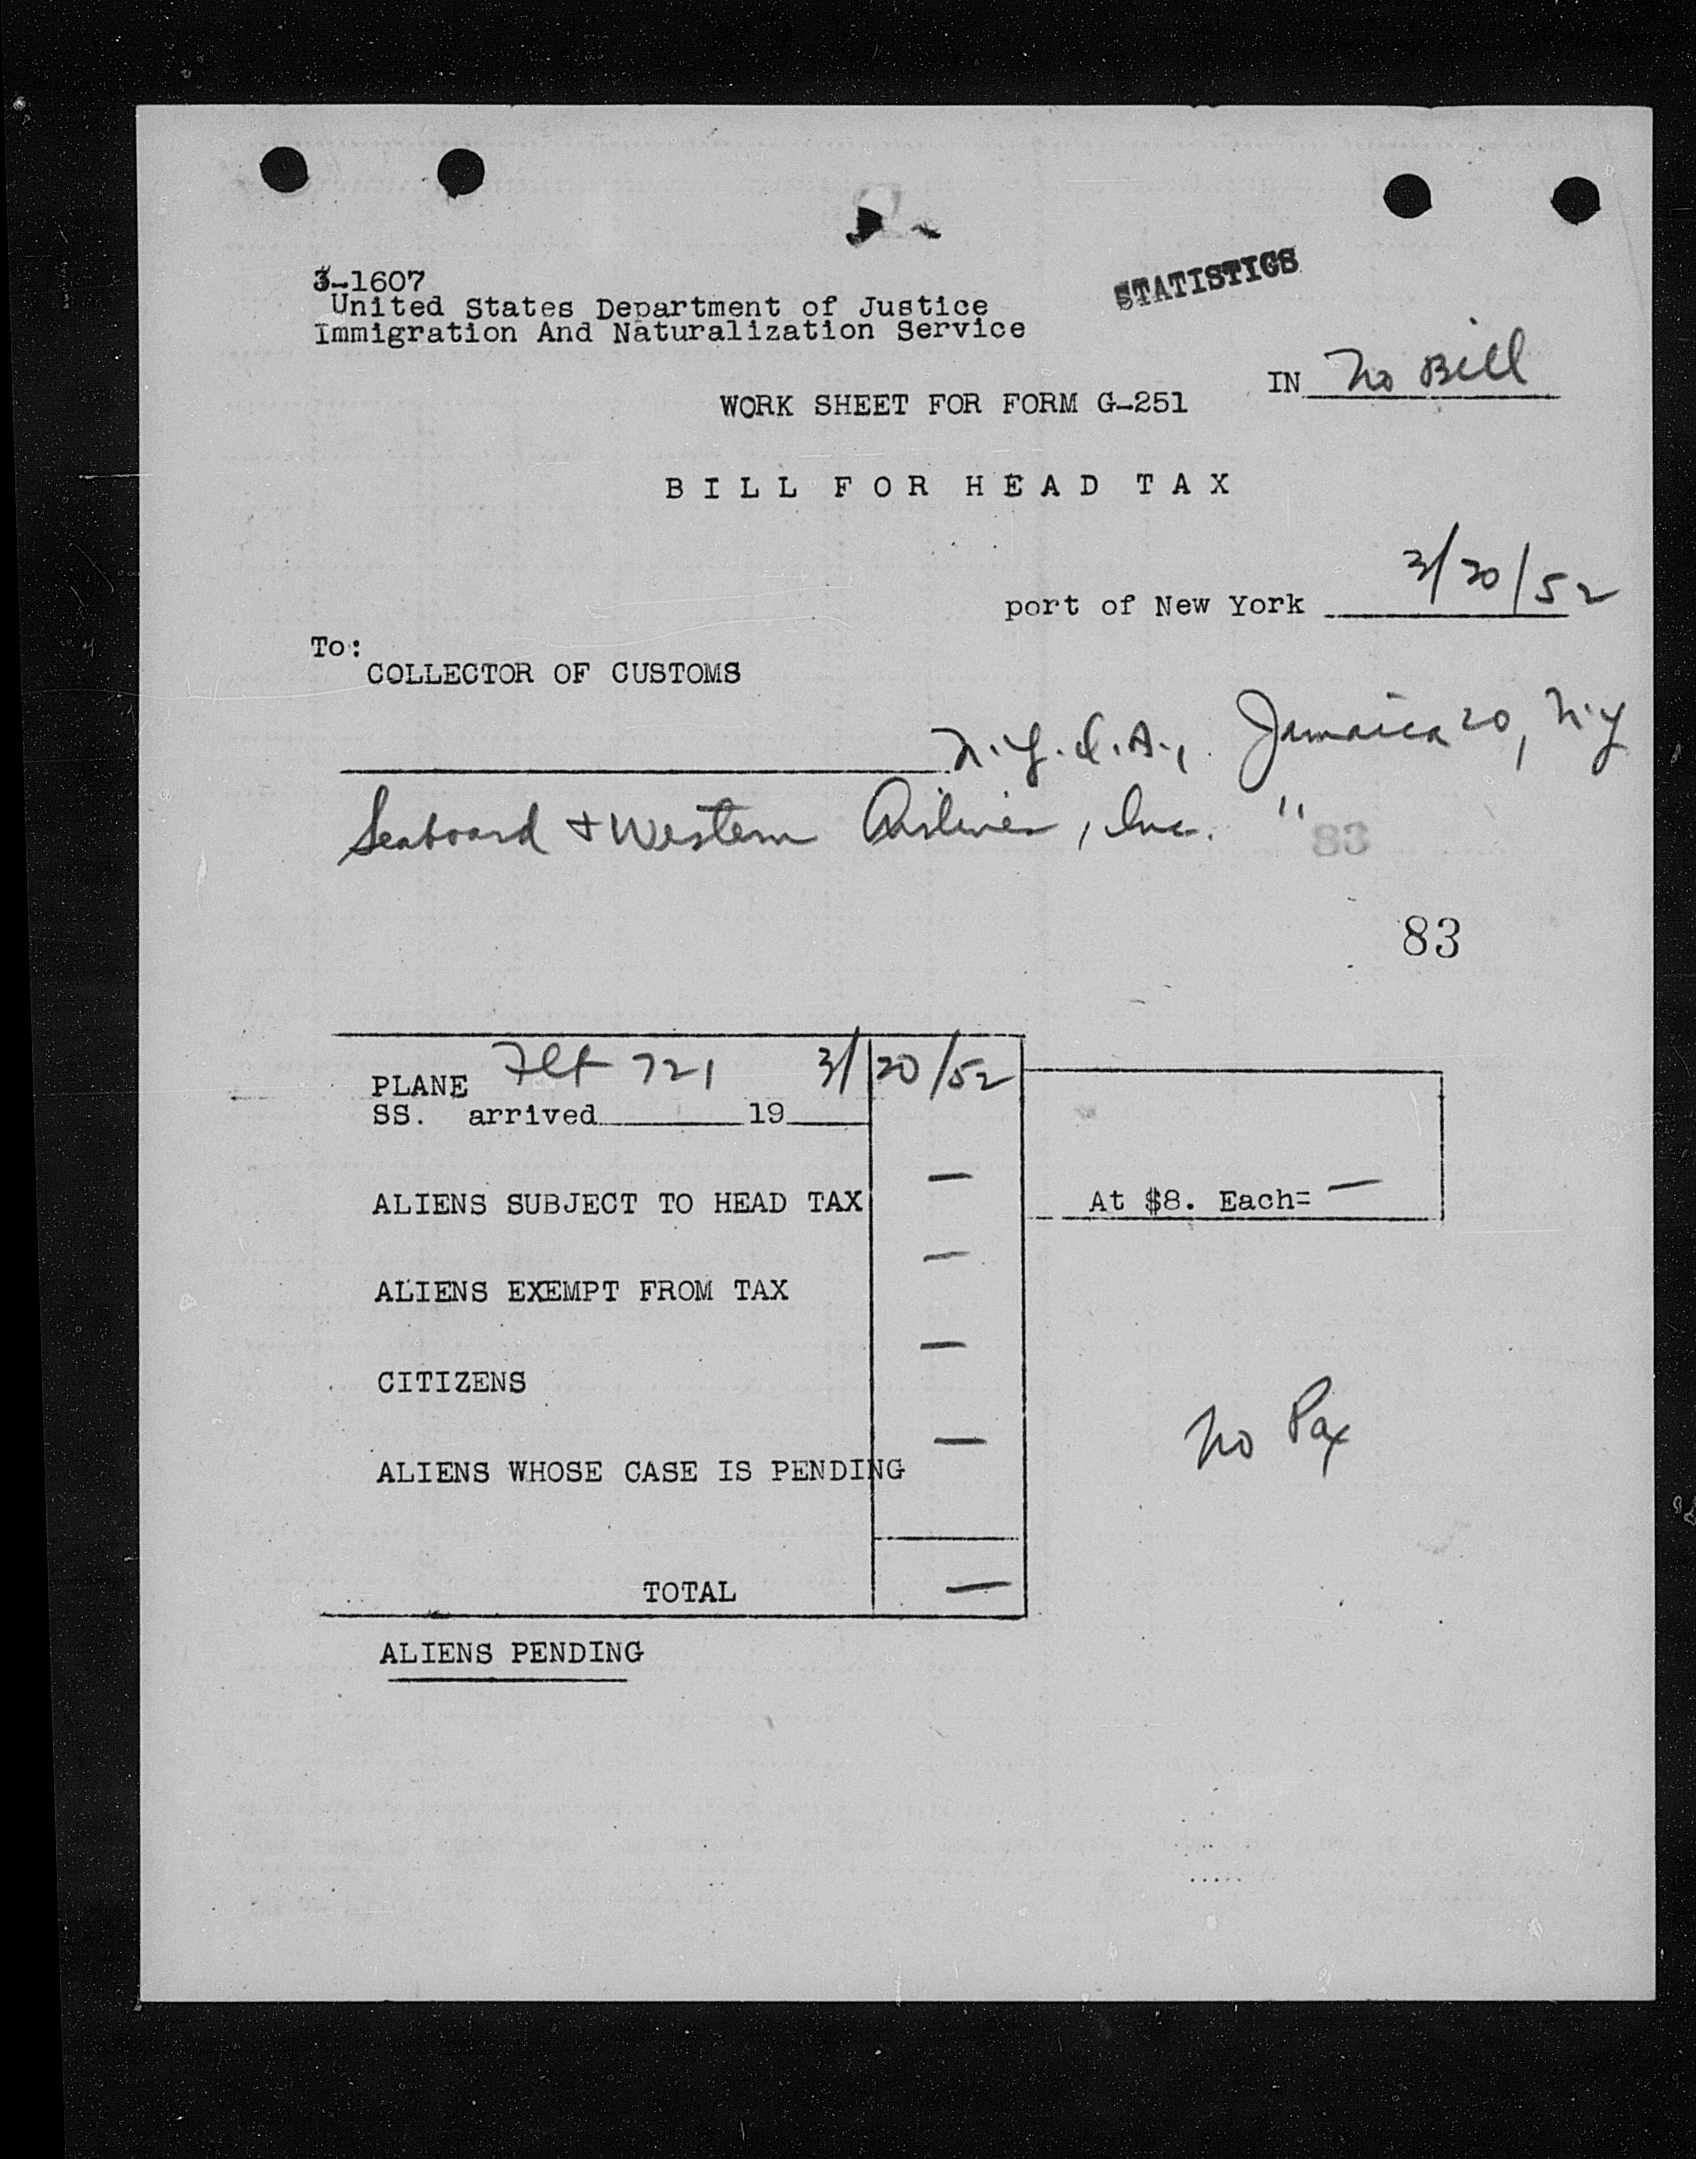 3-1607
STATISTICS
United States Department of Justice
Immigration And Naturalization Service
IN No Bill
WORK SHEET FOR FORM G-251
BILL FOR HEAD TAX
port of New York 3/20/52
To:
COLLECTOR OF CUSTOMS
N.Y.I.A., Jamaica 20, N.Y
Seaboard & Western Airlines, Inc. "
83
83
PLANE Flt 721 3/20/52
SS. arrived 19
ALIENS SUBJECT TO HEAD TAX —
At $8. Each= —
ALIENS EXEMPT FROM TAX —
CITIZENS —
No Pax
ALIENS WHOSE CASE IS PENDING —
TOTAL —
ALIENS PENDING